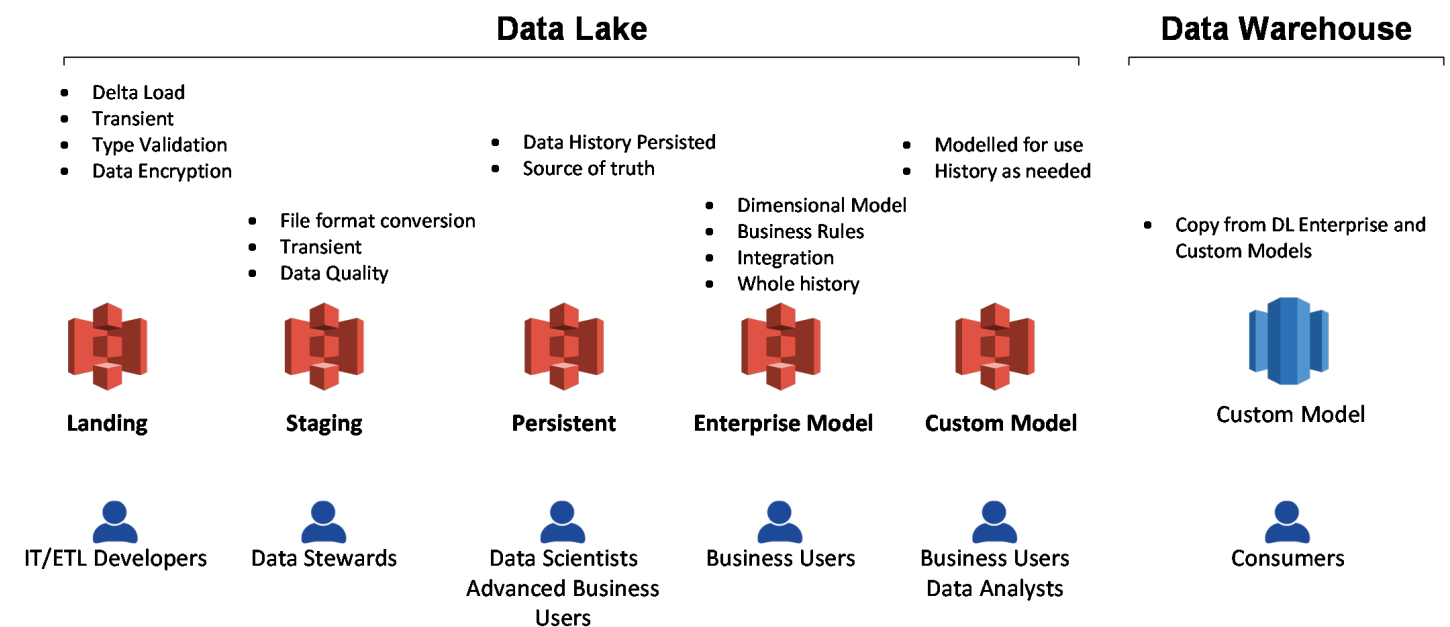 Data Lake
Data Warehouse
• Delta Load
• Transient
• Type Validation
• Data Encryption
• File format conversion
• Transient
• Data Quality
• Data History Persisted
• Source of truth
• Dimensional Model
• Business Rules
• Integration
• Whole history
• Modelled for use
• History as needed
• Copy from DL Enterprise and
Custom Models
Landing
Staging
Persistent
Enterprise Model
Custom Model
Custom Model
IT/ETL Developers
Data Stewards
Data Scientists
Advanced Business
Users
Business Users
Business Users
Data Analysts
Consumers